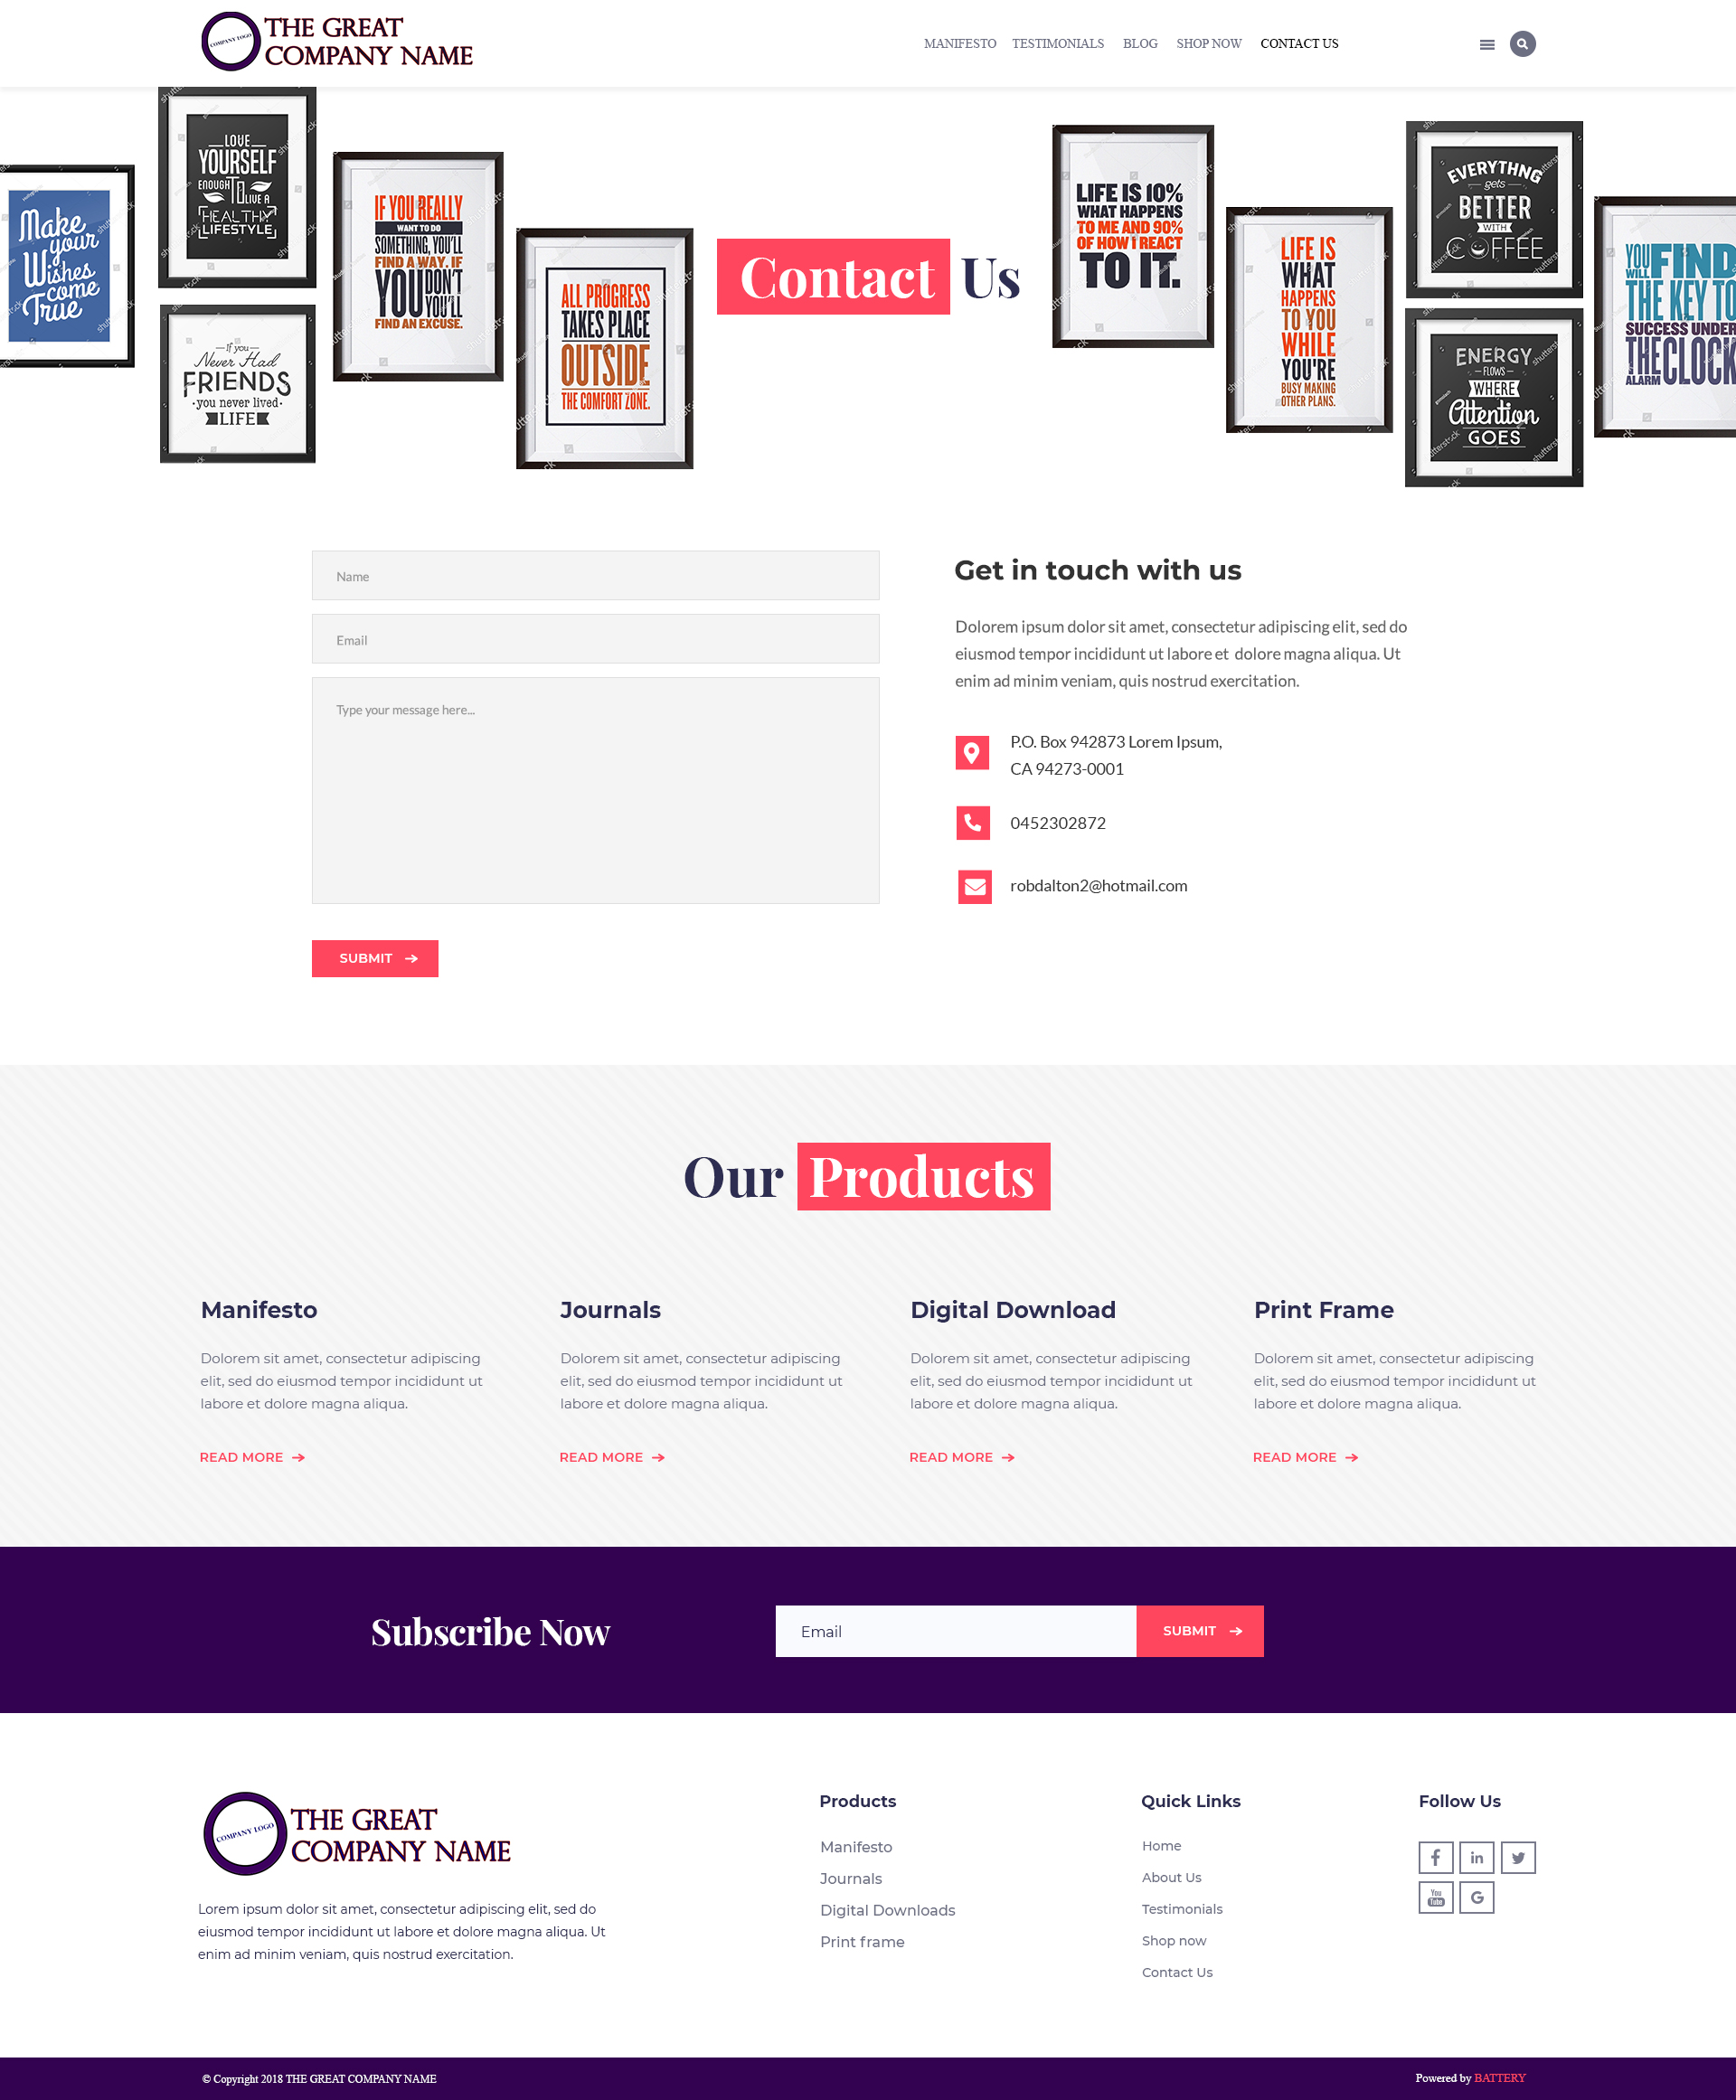 COMPANY LOGO
THE GREAT
COMPANY NAME
MANIFESTO TESTIMONIALS BLOG SHOP NOW CONTACT US
Make
your
Wishes
come
True
LOVE
YOURSELF
ENOUGH TO LIVE A
HEALTHY
LIFESTYLE
If you
Never Had
FRIENDS
you never lived
LIFE
IF YOU REALLY
WANT TO DO
SOMETHING, YOU'LL
FIND A WAY. IF
YOU DON'T
YOU'LL
FIND AN EXCUSE.
ALL PROGRESS
TAKES PLACE
OUTSIDE
THE COMFORT ZONE.
Contact Us
LIFE IS 10%
WHAT HAPPENS
TO ME AND 90%
OF HOW I REACT
TO IT.
LIFE IS
WHAT
HAPPENS
TO YOU
WHILE
YOU'RE
BUSY MAKING
OTHER PLANS.
EVERYTHNG
gets
BETTER
WITH
COFFEE
ENERGY
FLOWS
WHERE
Attention
GOES
YOU WILL FIND
THE KEY TO
SUCCESS UNDER
THE ALARM CLOCK
Name
Email
Type your message here...
SUBMIT
Get in touch with us
Dolorem ipsum dolor sit amet, consectetur adipiscing elit, sed do
eiusmod tempor incididunt ut labore et dolore magna aliqua. Ut
enim ad minim veniam, quis nostrud exercitation.
P.O. Box 942873 Lorem Ipsum,
CA 94273-0001
0452302872
robdalton2@hotmail.com
Our Products
Manifesto
Dolorem sit amet, consectetur adipiscing
elit, sed do eiusmod tempor incididunt ut
labore et dolore magna aliqua.
READ MORE
Journals
Dolorem sit amet, consectetur adipiscing
elit, sed do eiusmod tempor incididunt ut
labore et dolore magna aliqua.
READ MORE
Digital Download
Dolorem sit amet, consectetur adipiscing
elit, sed do eiusmod tempor incididunt ut
labore et dolore magna aliqua.
READ MORE
Print Frame
Dolorem sit amet, consectetur adipiscing
elit, sed do eiusmod tempor incididunt ut
labore et dolore magna aliqua.
READ MORE
Subscribe Now
Email
SUBMIT
COMPANY LOGO
THE GREAT
COMPANY NAME
Lorem ipsum dolor sit amet, consectetur adipiscing elit, sed do
eiusmod tempor incididunt ut labore et dolore magna aliqua. Ut
enim ad minim veniam, quis nostrud exercitation.
Products
Manifesto
Journals
Digital Downloads
Print frame
Quick Links
Home
About Us
Testimonials
Shop now
Contact Us
Follow Us
f in
You
Tube G
© Copyright 2018 THE GREAT COMPANY NAME
Powered by BATTERY